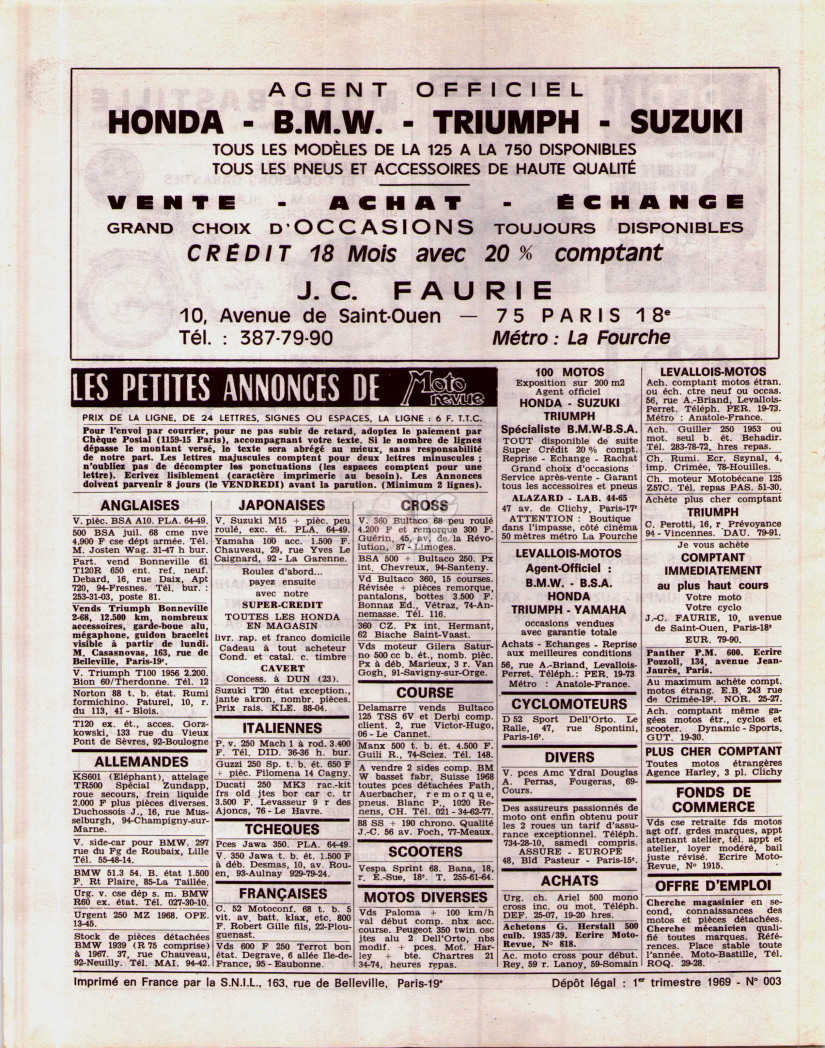 AGENT OFFICIEL
HONDA - B.M.W. - TRIUMPH - SUZUKI
TOUS LES MODÈLES DE LA 125 A LA 750 DISPONIBLES
TOUS LES PNEUS ET ACCESSOIRES DE HAUTE QUALITÉ
VENTE - ACHAT - ÉCHANGE
GRAND CHOIX D'OCCASIONS TOUJOURS DISPONIBLES
CRÉDIT 18 Mois avec 20 % comptant
J. C. FAURIE
10, Avenue de Saint-Ouen — 75 PARIS 18e
Tél. : 387-79-90
Métro : La Fourche
LES PETITES ANNONCES DE Moto revue
PRIX DE LA LIGNE, DE 24 LETTRES, SIGNES OU ESPACES, LA LIGNE : 6 F. T.T.C.
Pour l'envoi par courrier, pour ne pas subir de retard, adoptez le paiement par
Chèque Postal (1159-15 Paris), accompagnant votre texte. Si le nombre de lignes
dépasse le montant versé, le texte sera abrégé au mieux, sans responsabilité
de notre part. Les lettres majuscules comptent pour deux lettres minuscules ;
n'oubliez pas de décompter les ponctuations (les espaces comptent pour une
lettre). Ecrivez lisiblement (caractère imprimerie au besoin). Les Annonces
doivent parvenir 8 jours (le VENDREDI) avant la parution. (Minimum 2 lignes).
ANGLAISES
V. pièc. BSA A10. PLA. 64-49.
500 BSA juil. 68 cme nve
4.900 F cse dépt armée. Tél.
M. Josten Wag. 31-47 h bur.
Part. vend Bonneville 61
T120R 650 ent. ref. neuf.
Debard, 16, rue Daix, Apt
720, 94-Fresnes. Tél. bur. :
253-31-03, poste 81.
Vends Triumph Bonneville
2-68, 12.500 km, nombreux
accessoires, garde-boue alu,
mégaphone, guidon bracelet
visible à partir de lundi.
M, Casasnovas, 163, rue de
Belleville, Paris-19e.
V. Triumph T100 1956 2.200.
Bion 60/Therdonne. Tél. 12
Norton 88 t. b. état. Rumi
formichino. Paturel, 10, r.
du 113, 41 - Blois.
T120 ex. ét., acces. Gorz-
kowski, 133 rue du Vieux
Pont de Sèvres, 92-Boulogne
ALLEMANDES
KS601 (Eléphant), attelage
TR500 Spécial Zundapp,
roue secours, frein liquide
2.000 F plus pièces diverses.
Duchossois J., 16, rue Mus-
selburgh, 94-Champigny-sur-
Marne.
V. side-car pour BMW. 297
rue du Fg de Roubaix, Lille
Tél. 55-48-14.
BMW 51.3 54. B. état 1.500
F. Rt Plaire, 85-La Taillée.
Urg. v. cse dép s. m. BMW
R60 ex. état. Tél. 027-30-10.
Urgent 250 MZ 1968. OPE.
13-45.
Stock de pièces détachées
BMW 1939 (R 75 comprise)
à 1967. 37, rue Chauveau,
92-Neuilly. Tél. MAI. 94-42.
JAPONAISES
V. Suzuki M15 + pièc. peu
roulé, exc. ét. PLA. 64-49.
Yamaha 100 acc. 1.500 F.
Chauveau, 29, rue Yves Le
Caignard, 92 - La Garenne.
Roulez d'abord...
payez ensuite
avec notre
SUPER-CREDIT
TOUTES LES HONDA
EN MAGASIN
livr. rap. et franco domicile
Cadeau à tout acheteur
Cond. et catal. c. timbre
CAVERT
Concess. à DUN (23).
Suzuki T20 état exception.,
jante akron, nombr. pièces.
Prix rais. KLE. 88-04.
ITALIENNES
P. v. 250 Mach 1 à rod. 3.400
F. Tél. DID. 36-36 h. bur.
Guzzi 250 Sp. t. b. ét. 650 F
+ pièc. Filomena 14 Cagny.
Ducati 250 MK3 rac.-kit
frs old jtes bor car c. tr
3.500 F. Levasseur 9 r des
Ajoncs, 76 - Le Havre.
TCHEQUES
Pces Jawa 350. PLA. 64-49.
V. 350 Jawa t. b. ét. 1.500 F
à déb. Desmas, 10, av. Rou-
en, 93-Aulnay 929-79-24.
FRANÇAISES
C. 52 Motoconf. 68 t. b. 5
vit. av. batt. klax, etc. 800
F. Robert Gille fils, 22-Plou-
guenast.
Vds 600 F 250 Terrot bon
état. Degrave, 6 allée Ile-de-
France, 95 - Eaubonne.
CROSS
V. 360 Bultaco 68 peu roulé
4.200 F et remorque 300 F.
Guérin, 45, av. de la Révo-
lution, 87 - Limoges.
BSA 500 + Bultaco 250. Px
int. Chevreux, 94-Santeny.
Vd Bultaco 360, 15 courses.
Révisée + pièces remorque,
pantalons, bottes 3.500 F.
Bonnaz Ed., Vétraz, 74-An-
nemasse. Tél. 116.
360 CZ. Px int, Hermant,
62 Biache Saint-Vaast.
Vds moteur Gilera Satur-
no 500 cc b. ét., nomb. pièc.
Px à déb. Marieux, 3 r. Van
Gogh, 91-Savigny-sur-Orge.
COURSE
Delamarre vends Bultaco
125 TSS 6V et Derbi comp.
client. 2, rue Victor-Hugo,
06 - Le Cannet.
Manx 500 t. b. ét. 4.500 F.
Guill R., 74-Sciez. Tél. 148.
A vendre 2 sides comp. BM
W basset fabr. Suisse 1968
toutes pces détachées Fath,
Auerbacher, remorque,
pneus. Blanc P., 1020 Re-
nens, CH. Tél. 021 - 34-62-77.
88 SS + 190 chrono. Qualité
J.-C. 56 av. Foch, 77-Meaux.
SCOOTERS
Vespa Sprint 68. Bana, 18,
r. E.-Sue, 18e. T. 255-61-64.
MOTOS DIVERSES
Vds Paloma + 100 km/h
val début comp. nbx acc.
course. Peugeot 350 twin osc
jtes alu 2 Dell'Orto, nbs
modif. + pces. Mot. Har-
ley + bte. Chartres 21
34-74, heures repas.
100 MOTOS
Exposition sur 200 m2
Agent officiel
HONDA - SUZUKI
TRIUMPH
Spécialiste B.M.W-B.S.A.
TOUT disponible de suite
Super Crédit 20 % compt.
Reprise - Echange - Rachat
Grand choix d'occasions
Service après-vente - Garant
tous les accessoires et pneus
ALAZARD - LAB. 44-65
47 av. de Clichy, Paris-17e
ATTENTION : Boutique
dans l'impasse, côté cinéma
50 mètres métro La Fourche
LEVALLOIS-MOTOS
Agent-Officiel :
B.M.W. - B.S.A.
HONDA
TRIUMPH - YAMAHA
occasions vendues
avec garantie totale
Achats - Echanges - Reprise
aux meilleures conditions
56, rue A.-Briand, Levallois-
Perret. Téléph.: PER. 19-73
Métro : Anatole-France.
CYCLOMOTEURS
D 52 Sport Dell'Orto. Le
Ralle, 47, rue Spontini,
Paris-16e.
DIVERS
V. pces Amc Ydral Douglas
A. Perras, Fougeras, 69-
Cours.
Des assureurs passionnés de
moto ont enfin obtenu pour
les 2 roues un tarif d'assu-
rance exceptionnel. Téléph.
734-28-10, samedi compris.
ASSURE - EUROPE
48, Bld Pasteur - Paris-15e.
ACHATS
Urg. ch. Ariel 500 mono
cross inc. ou mot, Téléph.
DEF. 25-07, 19-20 hres.
Achetons G. Herstall 500
culb. 1935/39. Ecrire Moto-
Revue, No 818.
Ac. moto cross pour début.
Rey, 59 r. Lanoy, 59-Somain
LEVALLOIS-MOTOS
Ach. comptant motos étran.
ou éch. ctre neuf ou occas.
56, rue A.-Briand, Levallois-
Perret. Téléph. PER. 19-73.
Métro : Anatole-France.
Ach. Guiller 250 1953 ou
mot. seul b. ét. Behadir.
Tél. 283-78-72, hres repas.
Ch. Rumi. Ecr. Szynal, 4,
imp. Crimée, 78-Houilles.
Ch. moteur Motobécane 125
Z57C. Tél. repas PAS. 51-30.
Achète plus cher comptant
TRIUMPH
C. Perotti, 16, r. Prévoyance
94 - Vincennes. DAU. 79-91.
Je vous achète
COMPTANT
IMMEDIATEMENT
au plus haut cours
Votre moto
Votre cyclo
J.-C. FAURIE, 10, avenue
de Saint-Ouen, Paris-18e
EUR. 79-90.
Panther P.M. 600. Ecrire
Pozzoli, 134, avenue Jean-
Jaurès, Paris.
Au maximum achète compt.
motos étrang. E.B. 243 rue
de Crimée-19e. NOR. 25-27.
Ach. comptant même ga-
gées motos étr., cyclos et
scooter. Dynamic - Sports,
GUT. 19-30.
PLUS CHER COMPTANT
Toutes motos étrangères
Agence Harley, 3 pl. Clichy
FONDS DE
COMMERCE
Vds cse retraite fds motos
agt off. grdes marques, appt
attenant atelier, tél. appt et
atelier, loyer modéré, bail
juste révisé. Ecrire Moto-
Revue, No 1915.
OFFRE D'EMPLOI
Cherche magasinier en se-
cond, connaissances des
motos et pièces détachées.
Cherche mécanicien quali-
fié toutes marques. Réfé-
rences. Place stable toute
l'année. Moto-Bastille, Tél.
ROQ. 29-28.
Imprimé en France par la S.N.I.L., 163, rue de Belleville, Paris-19e
Dépôt légal : 1er trimestre 1969 - No 003